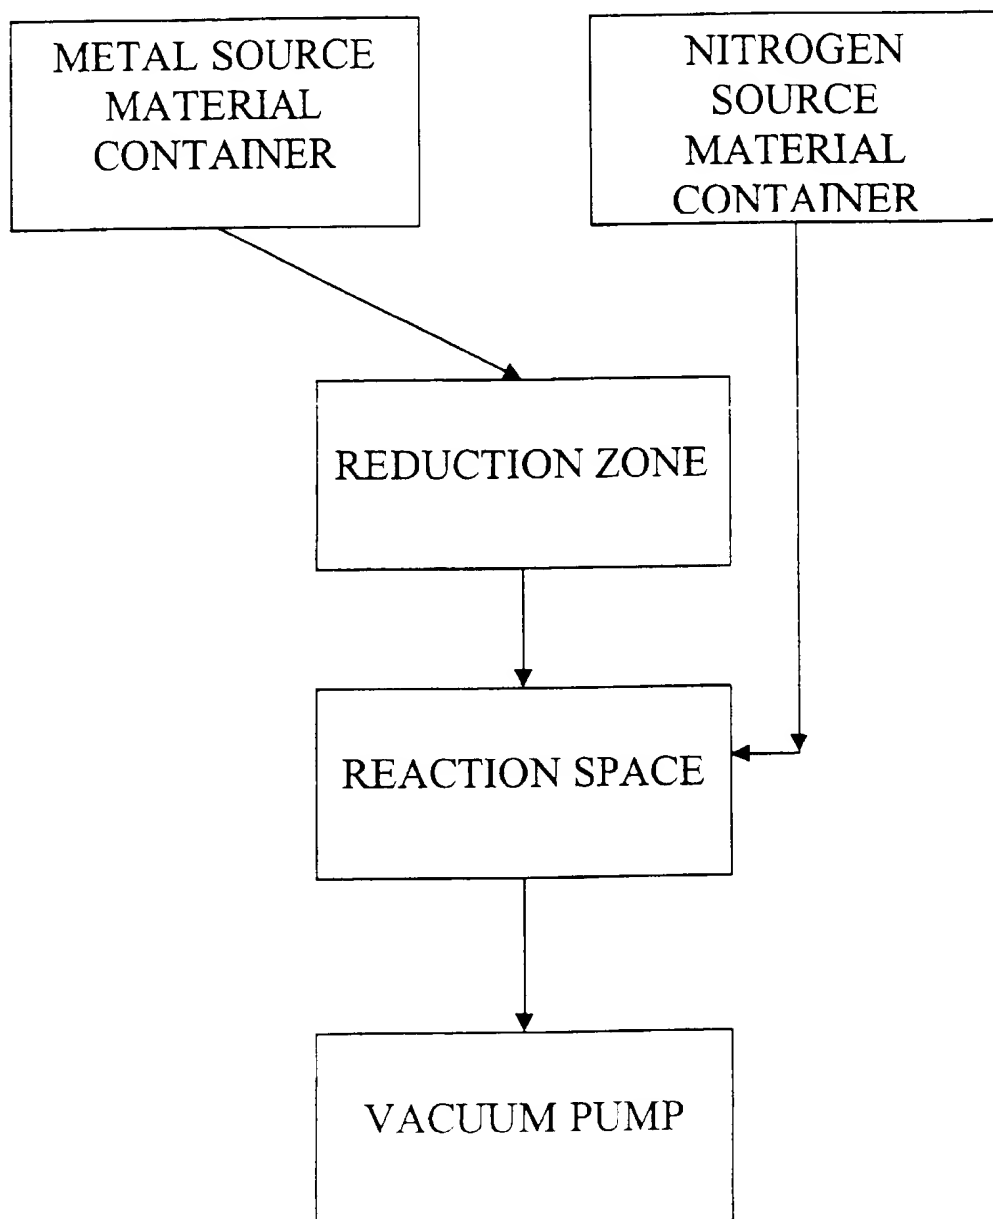 METAL SOURCE
MATERIAL
CONTAINER
NITROGEN
SOURCE
MATERIAL
CONTAINER
REDUCTION ZONE
REACTION SPACE
VACUUM PUMP